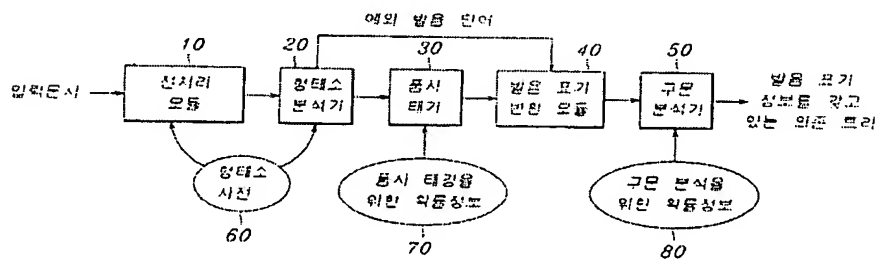 예외 발음 단어
10
20
30
40
50
입력문서
전처리
모듈
형태소
분석기
품사
태거
발음 표기
변환 모듈
구문
분석기
발음 표기
정보를 갖고
있는 의존 트리
형태소
사전
품사 태깅을
위한 확률정보
구문 분석을
위한 확률정보
60
70
80